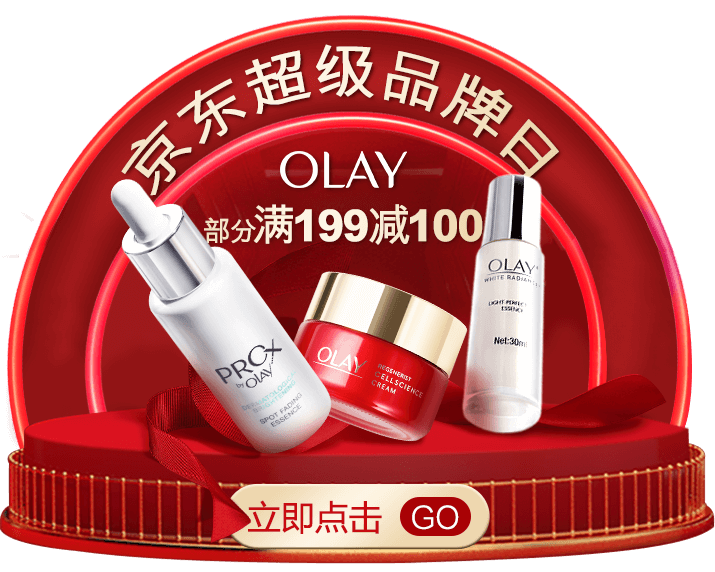 京东超级品牌日
OLAY
部分满199减100
PROX
by OLAY
SPOT FADING
ESSENCE
OLAY
REGENERIST
CELLSCIENCE
CREAM
OLAY
WHITE RADIANCE
LIGHT PERFECTING
ESSENCE
Net:30ml
立即点击 GO